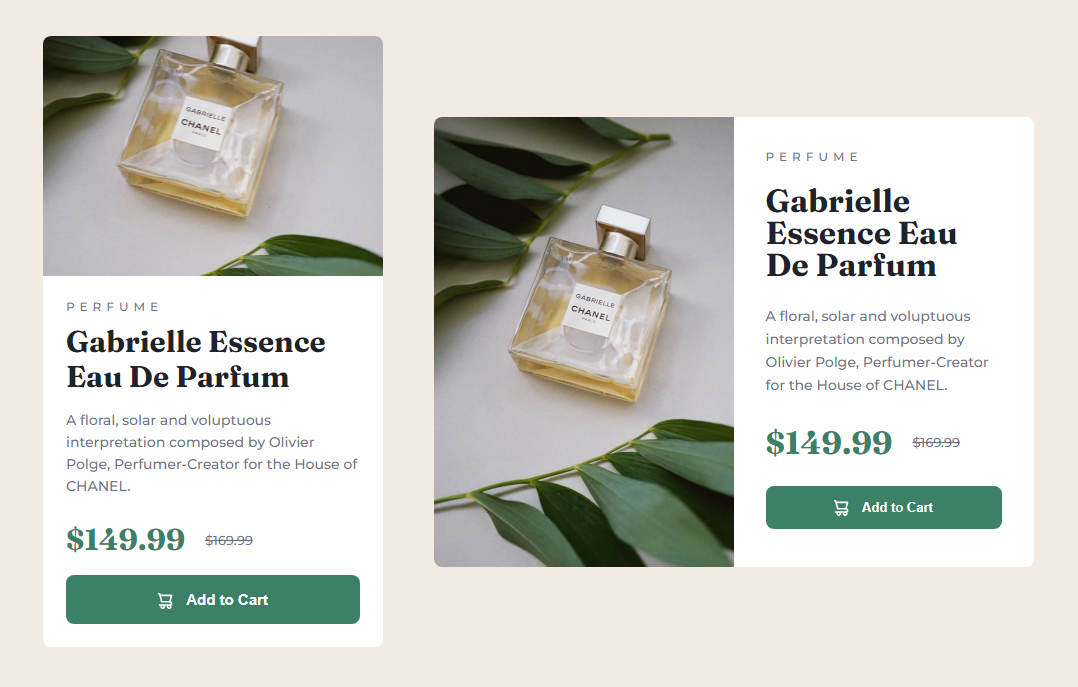 GABRIELLE
CHANEL
PARIS
PERFUME
Gabrielle Essence
Eau De Parfum
A floral, solar and voluptuous
interpretation composed by Olivier
Polge, Perfumer-Creator for the House of
CHANEL.
$149.99 $169.99
Add to Cart
GABRIELLE
CHANEL
PARIS
PERFUME
Gabrielle
Essence Eau
De Parfum
A floral, solar and voluptuous
interpretation composed by
Olivier Polge, Perfumer-Creator
for the House of CHANEL.
$149.99 $169.99
Add to Cart